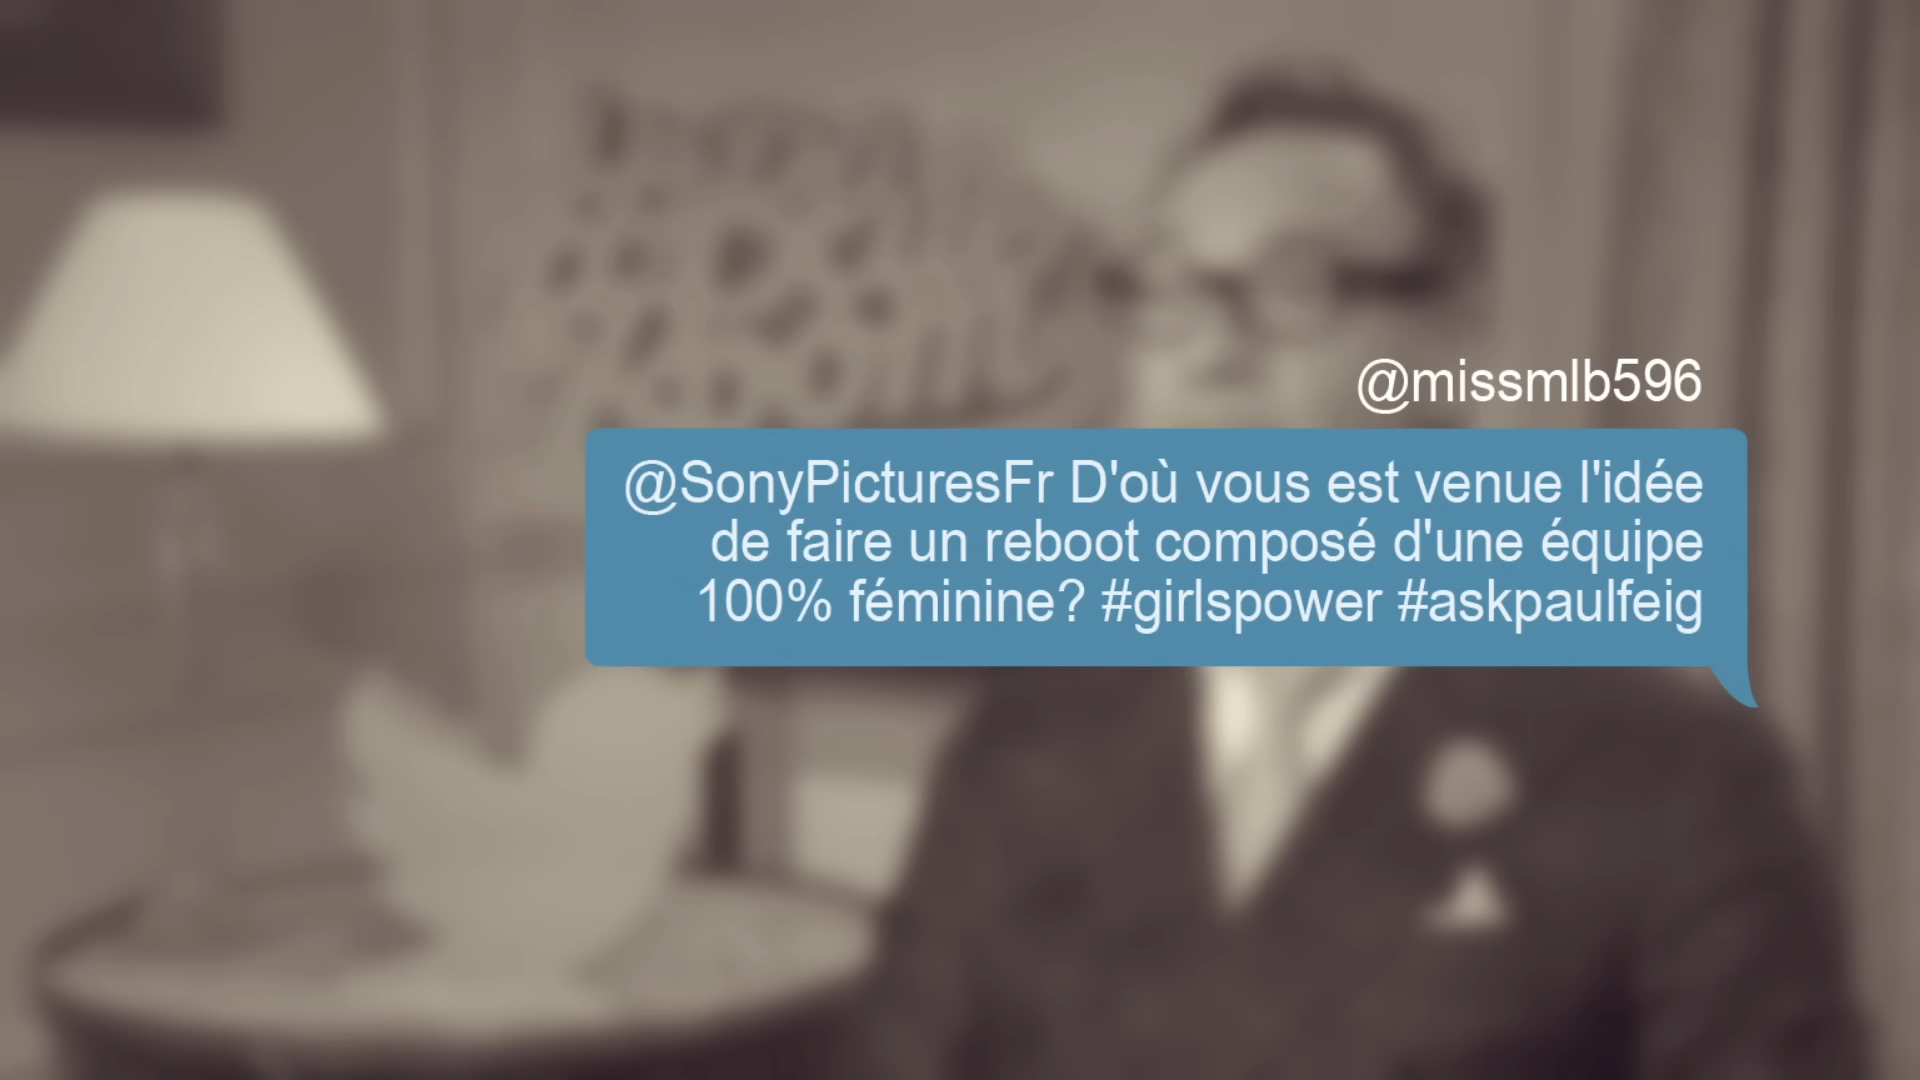 @missmlb596
@SonyPicturesFr D'où vous est venue l'idée
de faire un reboot composé d'une équipe
100% féminine? #girlspower #askpaulfeig